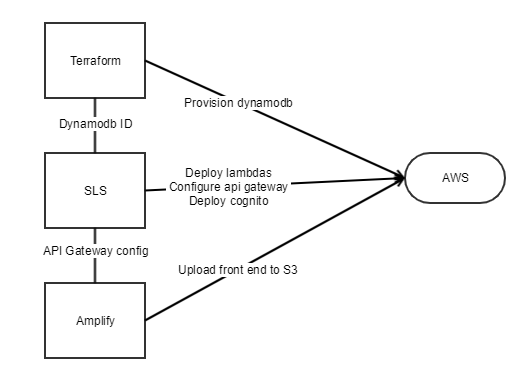 Terraform
Provision dynamodb
Dynamodb ID
SLS
Deploy lambdas
Configure api gateway
Deploy cognito
AWS
API Gateway config
Upload front end to S3
Amplify